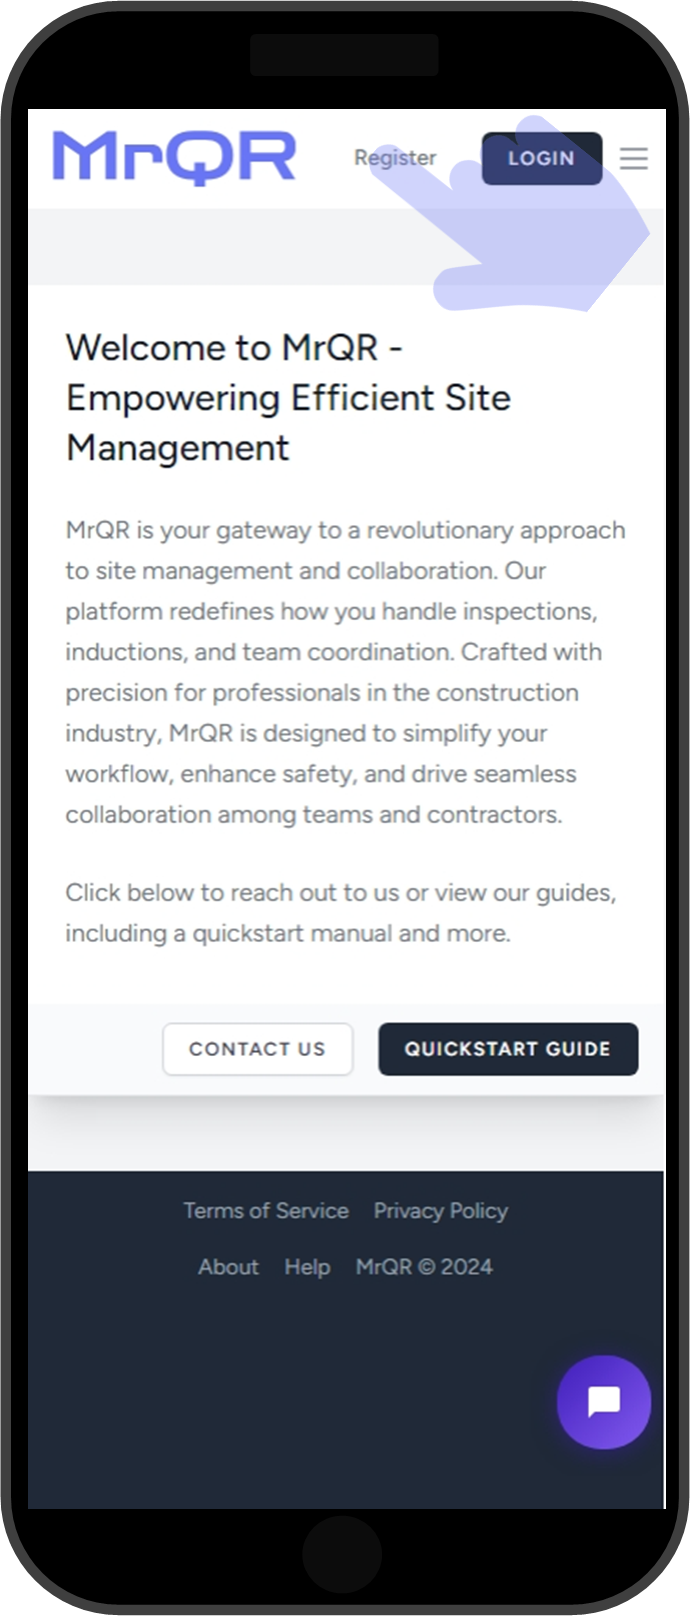 MrQR Register LOGIN
Welcome to MrQR -
Empowering Efficient Site
Management
MrQR is your gateway to a revolutionary approach
to site management and collaboration. Our
platform redefines how you handle inspections,
inductions, and team coordination. Crafted with
precision for professionals in the construction
industry, MrQR is designed to simplify your
workflow, enhance safety, and drive seamless
collaboration among teams and contractors.
Click below to reach out to us or view our guides,
including a quickstart manual and more.
CONTACT US QUICKSTART GUIDE
Terms of Service Privacy Policy
About Help MrQR © 2024